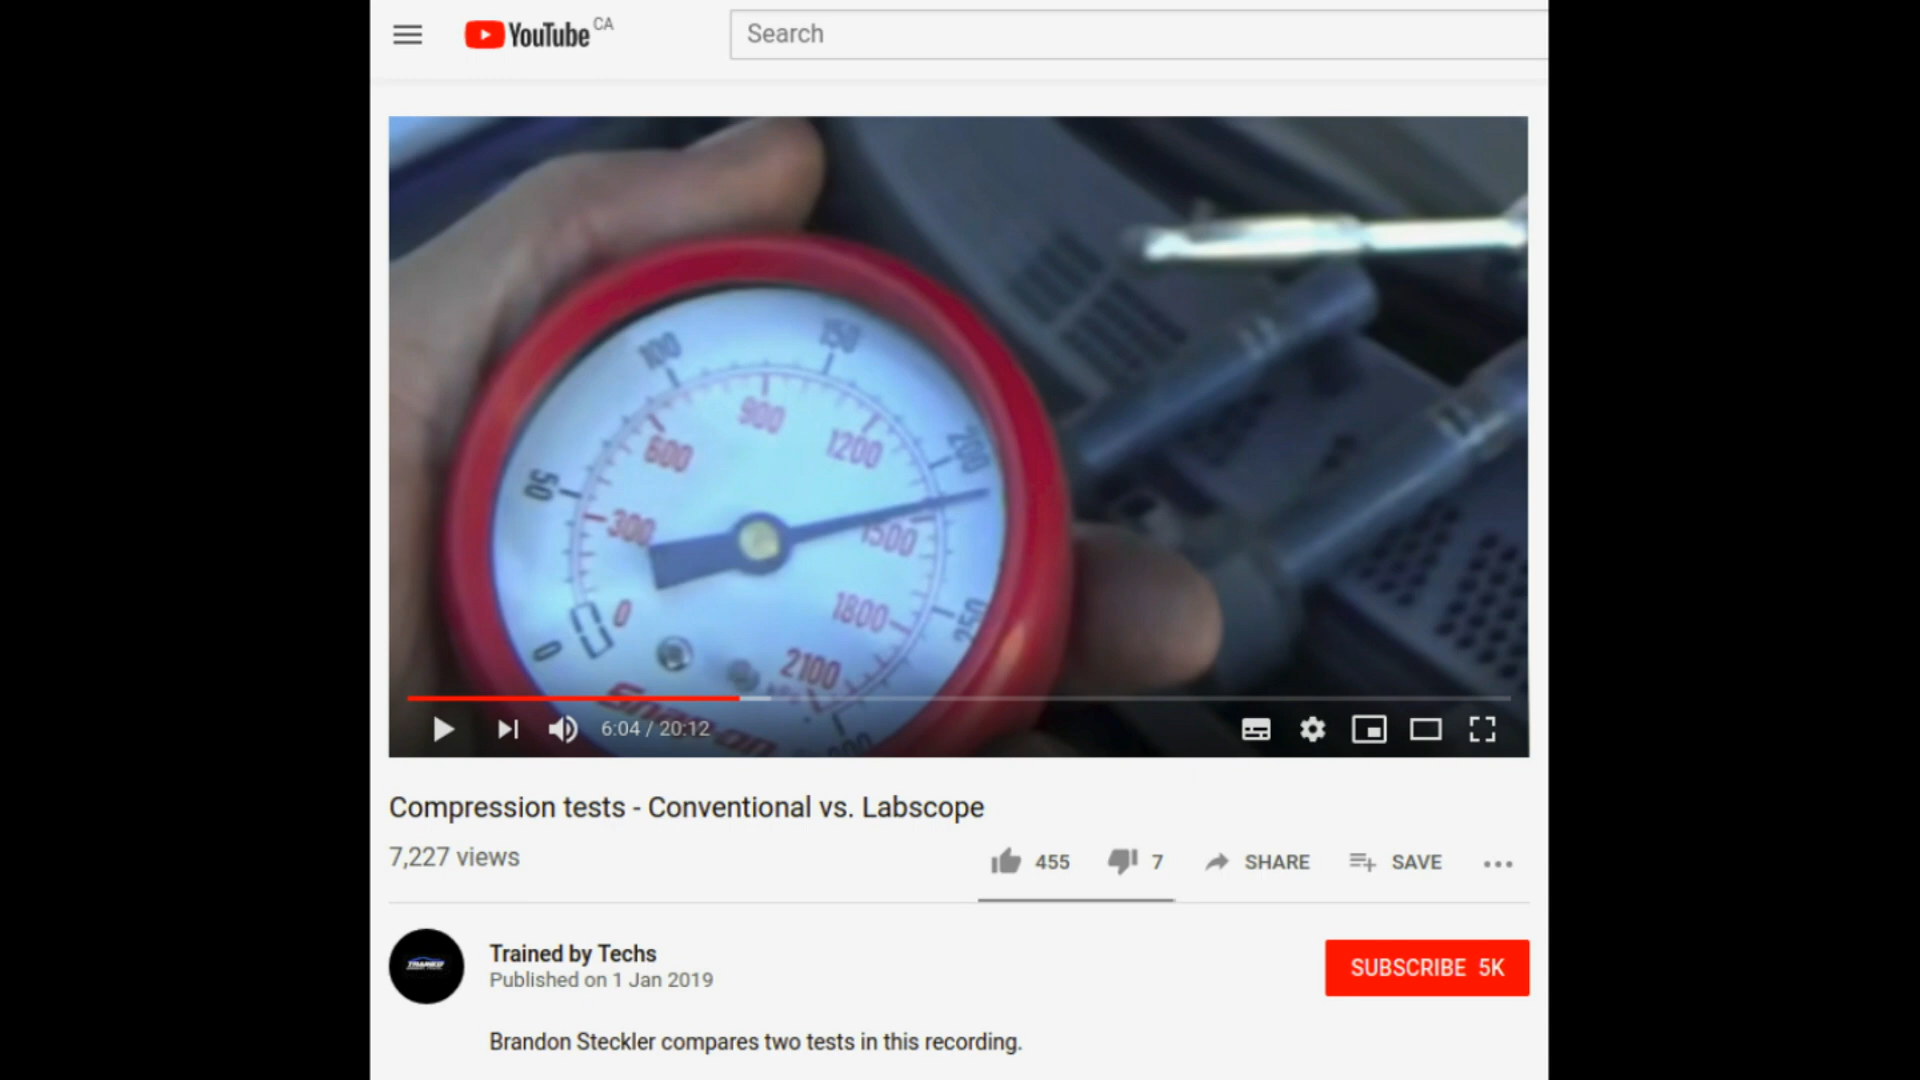 YouTube CA
Search
100
150
900
600
1200
200
50
300
1500
0
1800
250
0
2100
Snap-on
6:04 / 20:12
Compression tests - Conventional vs. Labscope
7,227 views
455
7
SHARE
SAVE
Trained by Techs
Published on 1 Jan 2019
SUBSCRIBE 5K
Brandon Steckler compares two tests in this recording.